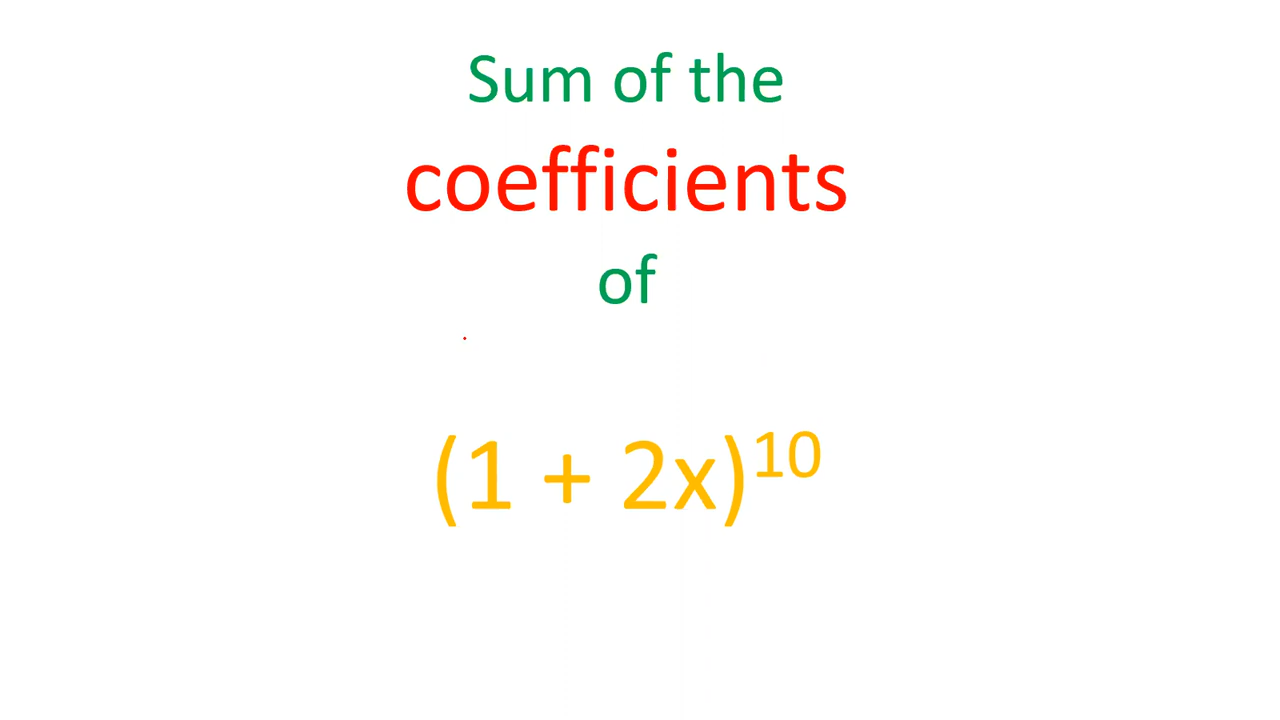 Sum of the
coefficients
of
(1 + 2x)¹⁰